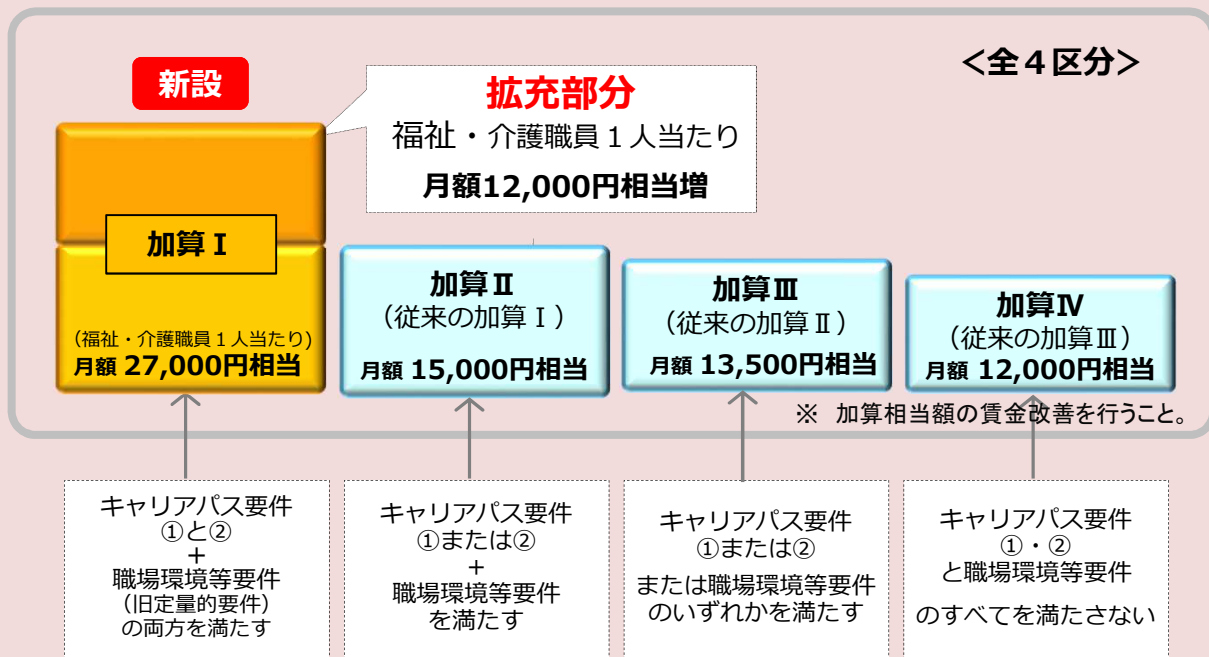 <全４区分>
新設
拡充部分
福祉・介護職員１人当たり
月額12,000円相当増
加算Ⅰ
(福祉・介護職員１人当たり)
月額 27,000円相当
加算Ⅱ
（従来の加算Ⅰ）
月額 15,000円相当
加算Ⅲ
（従来の加算Ⅱ）
月額 13,500円相当
加算Ⅳ
（従来の加算Ⅲ）
月額 12,000円相当
※　加算相当額の賃金改善を行うこと。
キャリアパス要件
①と②
＋
職場環境等要件
(旧定量的要件)
の両方を満たす
キャリアパス要件
①または②
＋
職場環境等要件
を満たす
キャリアパス要件
①または②
または職場環境等要件
のいずれかを満たす
キャリアパス要件
①・②
と職場環境等要件
のすべてを満たさない